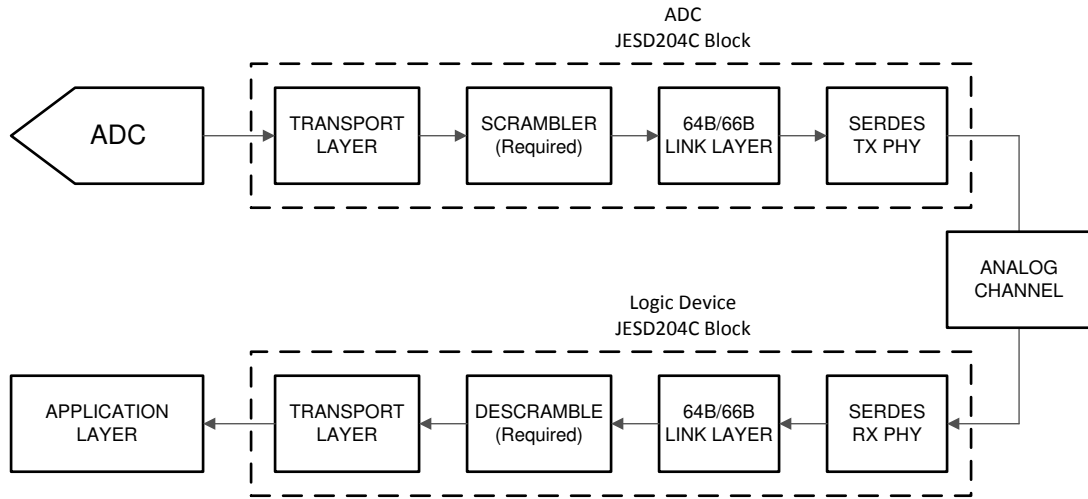 ADC
JESD204C Block
ADC
TRANSPORT
LAYER
SCRAMBLER
(Required)
64B/66B
LINK LAYER
SERDES
TX PHY
ANALOG
CHANNEL
Logic Device
JESD204C Block
APPLICATION
LAYER
TRANSPORT
LAYER
DESCRAMBLE
(Required)
64B/66B
LINK LAYER
SERDES
RX PHY